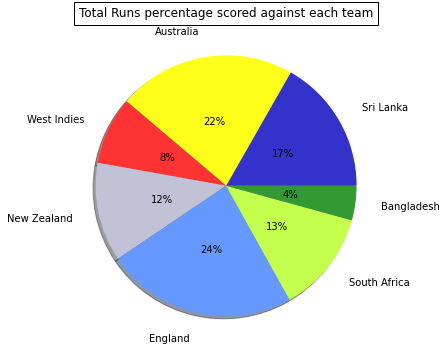 Total Runs percentage scored against each team
Australia
Sri Lanka
West Indies
22%
17%
8%
Bangladesh
4%
12%
New Zealand
13%
24%
South Africa
England